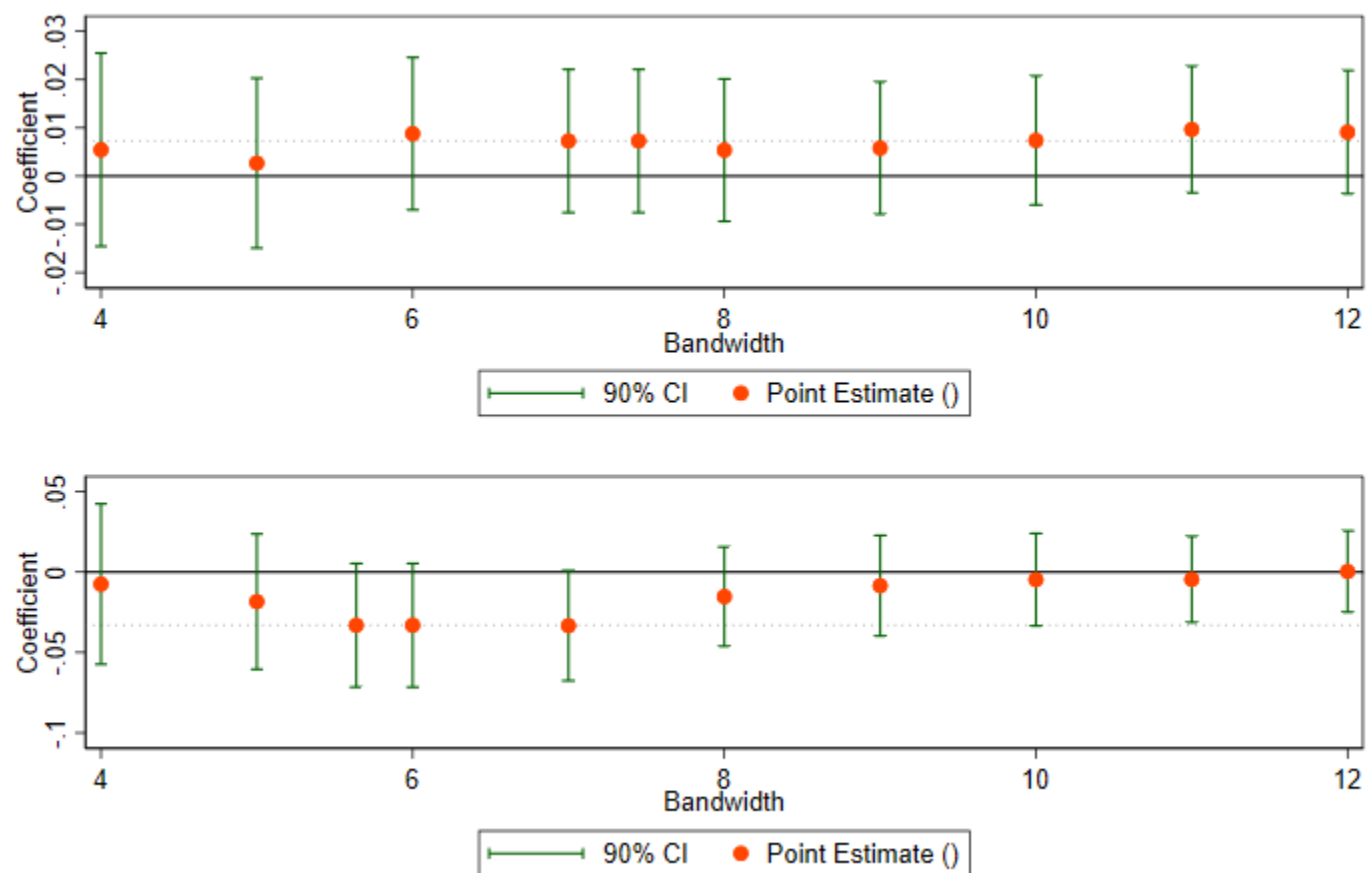 .03
.02
.01
0
-.01
-.02
Coefficient
4 6 8 10 12
Bandwidth
90% CI Point Estimate ()
.05
0
-.05
-.1
Coefficient
4 6 8 10 12
Bandwidth
90% CI Point Estimate ()